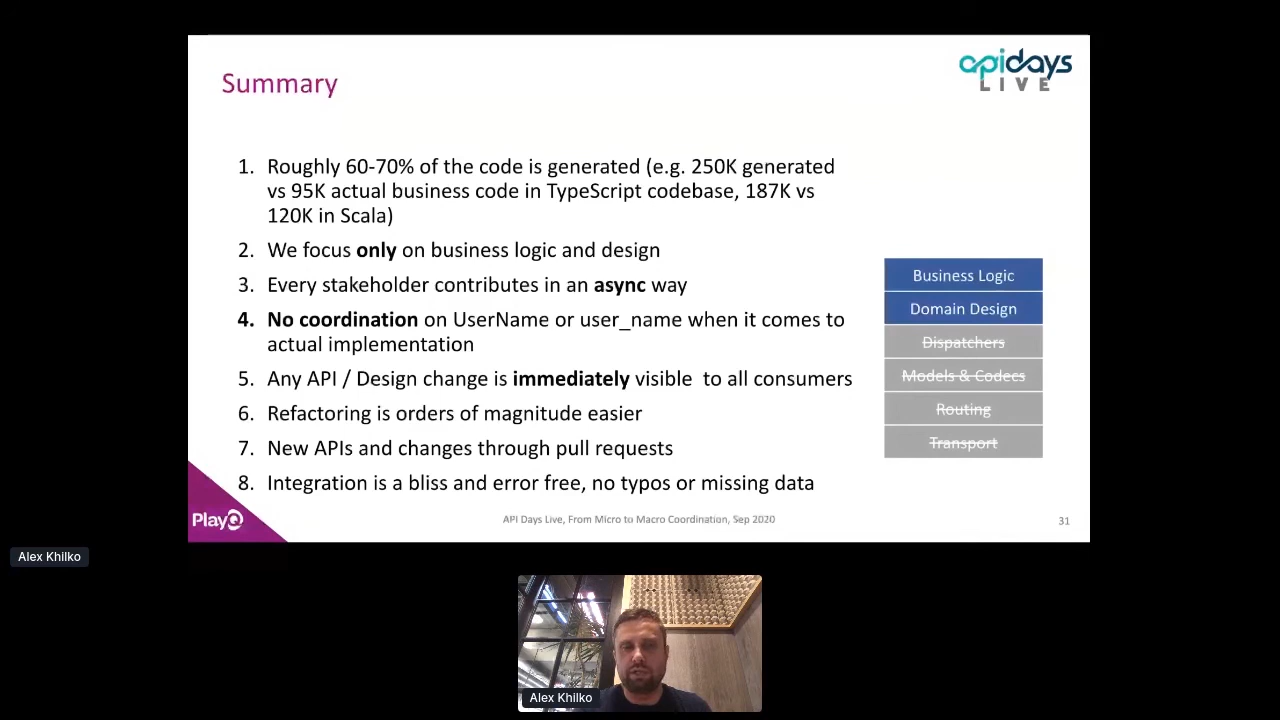 Summary
apidays
LIVE
1. Roughly 60-70% of the code is generated (e.g. 250K generated
vs 95K actual business code in TypeScript codebase, 187K vs
120K in Scala)
2. We focus only on business logic and design
3. Every stakeholder contributes in an async way
4. No coordination on UserName or user_name when it comes to
actual implementation
5. Any API / Design change is immediately visible to all consumers
6. Refactoring is orders of magnitude easier
7. New APIs and changes through pull requests
8. Integration is a bliss and error free, no typos or missing data
Business Logic
Domain Design
Dispatchers
Models & Codecs
Routing
Transport
PlayQ
API Days Live, From Micro to Macro Coordination, Sep 2020
31
Alex Khilko
Alex Khilko